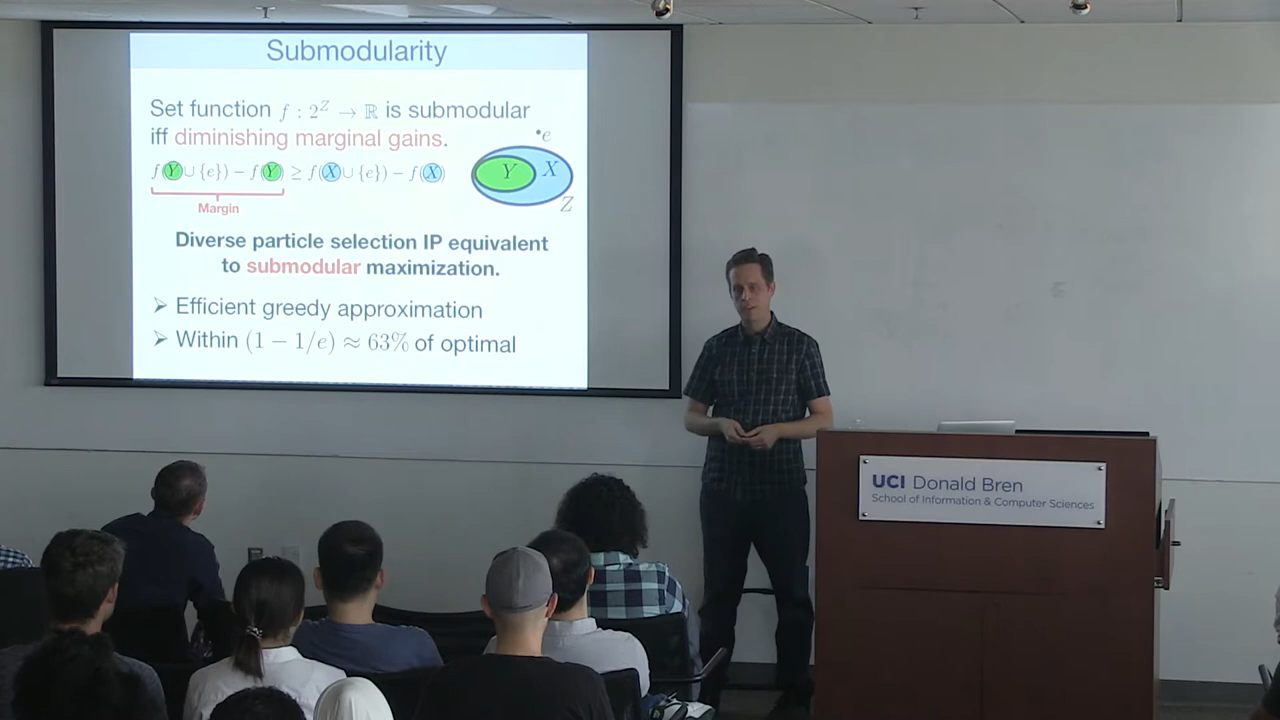 Submodularity
Set function f : 2^Z → ℝ is submodular
iff diminishing marginal gains.
f(Y ∪ {e}) − f(Y) ≥ f(X ∪ {e}) − f(X)
Margin
•e
Y X
Z
Diverse particle selection IP equivalent
to submodular maximization.
➢ Efficient greedy approximation
➢ Within (1 − 1/e) ≈ 63% of optimal
UCI Donald Bren
School of Information & Computer Sciences